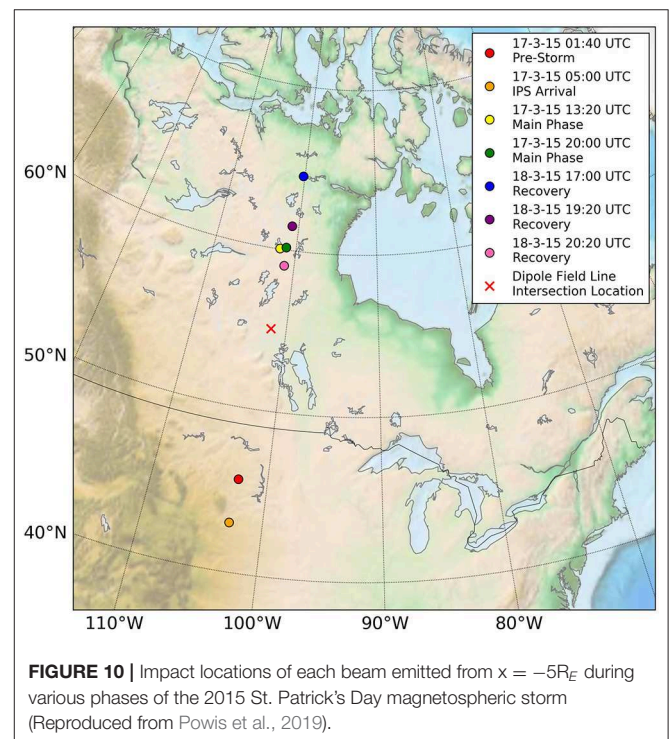 17-3-15 01:40 UTC
Pre-Storm
17-3-15 05:00 UTC
IPS Arrival
17-3-15 13:20 UTC
Main Phase
17-3-15 20:00 UTC
Main Phase
18-3-15 17:00 UTC
Recovery
18-3-15 19:20 UTC
Recovery
18-3-15 20:20 UTC
Recovery
Dipole Field Line
Intersection Location
60°N
50°N
40°N
110°W 100°W 90°W 80°W
FIGURE 10 | Impact locations of each beam emitted from x = −5R_E during
various phases of the 2015 St. Patrick's Day magnetospheric storm
(Reproduced from Powis et al., 2019).